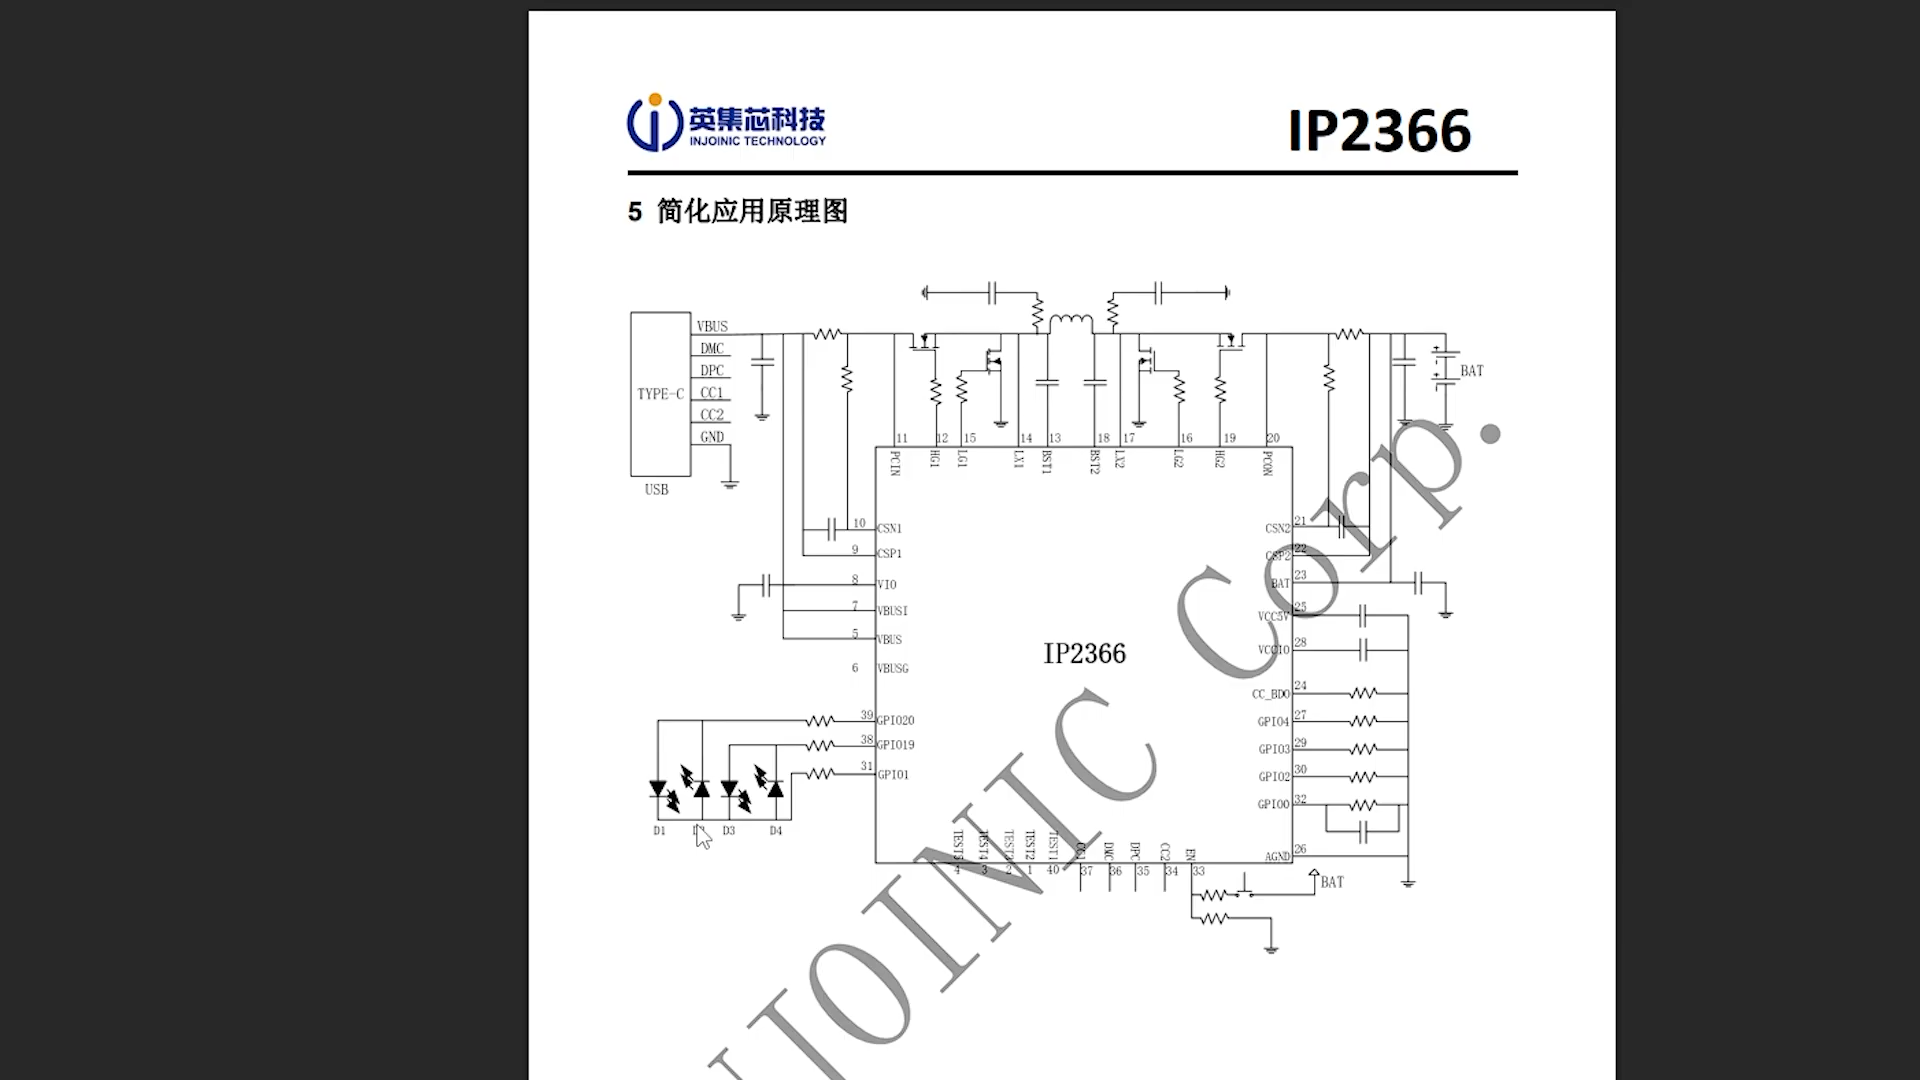 英集芯科技
INJOINIC TECHNOLOGY
IP2366
5 简化应用原理图
VBUS
DMC
DPC
CC1
CC2
GND
TYPE-C
USB
BAT
11 12 15 14 13 18 17 16 19 20
PCIN HG1 LG1 LX1 BST1 BST2 LX2 LG2 HG2 PCON
10 CSN1
9 CSP1
8 VIO
7 VBUSI
5 VBUS
6 VBUSG
39 GPIO20
38 GPIO19
31 GPIO1
D1 D3 D4
IP2366
CSN2 21
CSP2 22
BAT 23
VCC5V 25
VCCIO 28
CC_BDO 24
GPIO4 27
GPIO3 29
GPIO2 30
GPIO0 32
AGND 26
TEST5 TEST4 TEST3 TEST2 TEST1 CC1 DMC DPC CC2 EN
4 3 2 1 40 37 36 35 34 33
BAT
NJOINIC Corp.